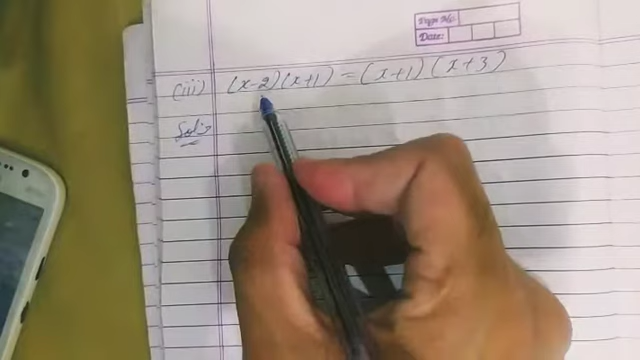 Page No.
Date:
(iii) (x-2)(x+1) = (x+1) (x+3)
Sol: